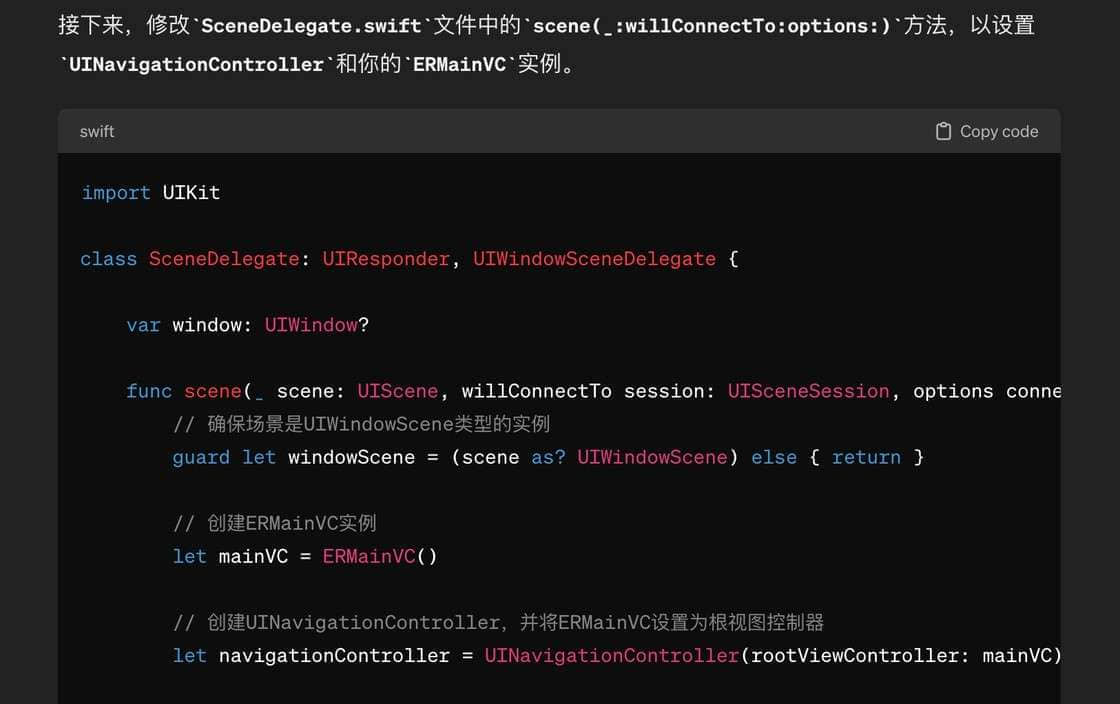 接下来，修改`SceneDelegate.swift`文件中的`scene(_:willConnectTo:options:)`方法，以设置
`UINavigationController`和你的`ERMainVC`实例。
swift
Copy code
import UIKit
class SceneDelegate: UIResponder, UIWindowSceneDelegate {
var window: UIWindow?
func scene(_ scene: UIScene, willConnectTo session: UISceneSession, options conne
// 确保场景是UIWindowScene类型的实例
guard let windowScene = (scene as? UIWindowScene) else { return }
// 创建ERMainVC实例
let mainVC = ERMainVC()
// 创建UINavigationController，并将ERMainVC设置为根视图控制器
let navigationController = UINavigationController(rootViewController: mainVC)